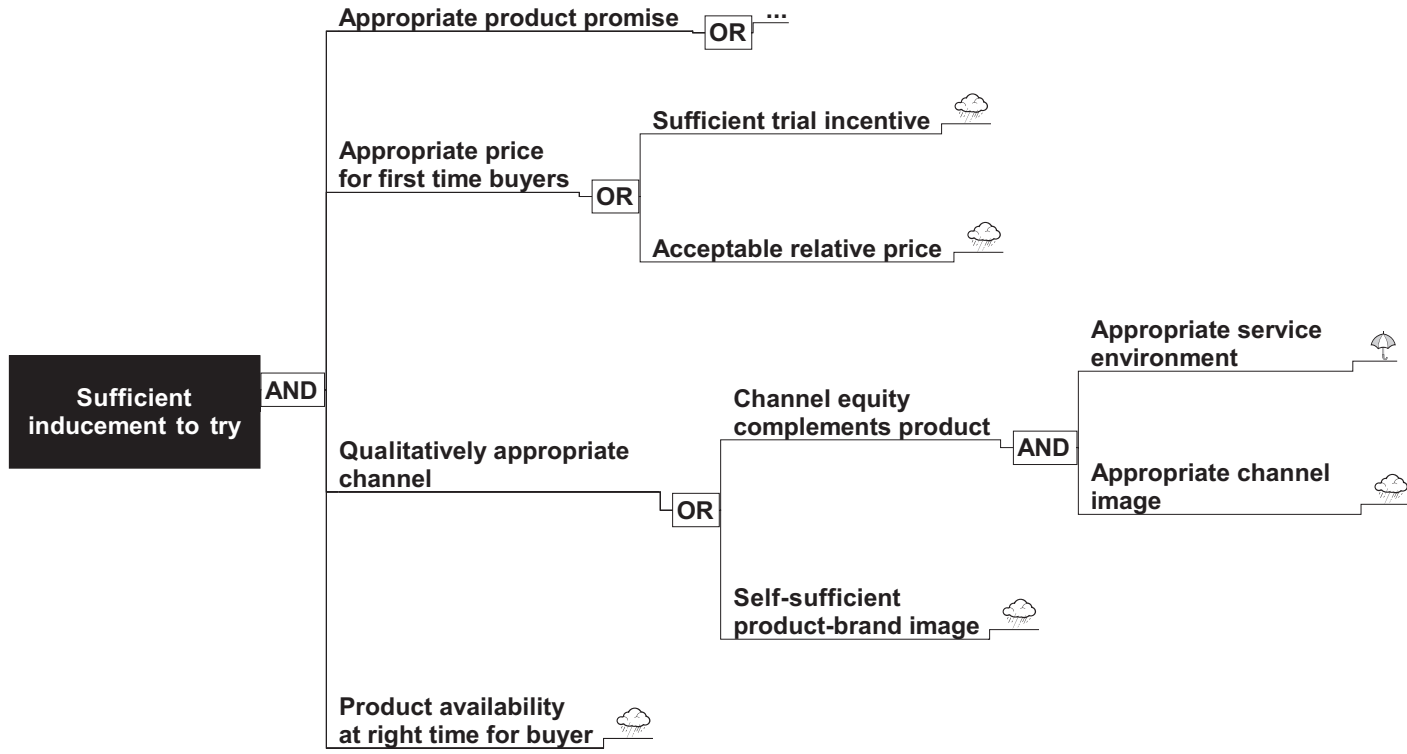 Appropriate product promise
OR
...
Sufficient trial incentive
Appropriate price
for first time buyers
OR
Acceptable relative price
Sufficient
inducement to try
AND
Qualitatively appropriate
channel
OR
Channel equity
complements product
AND
Appropriate service
environment
Appropriate channel
image
Self-sufficient
product-brand image
Product availability
at right time for buyer